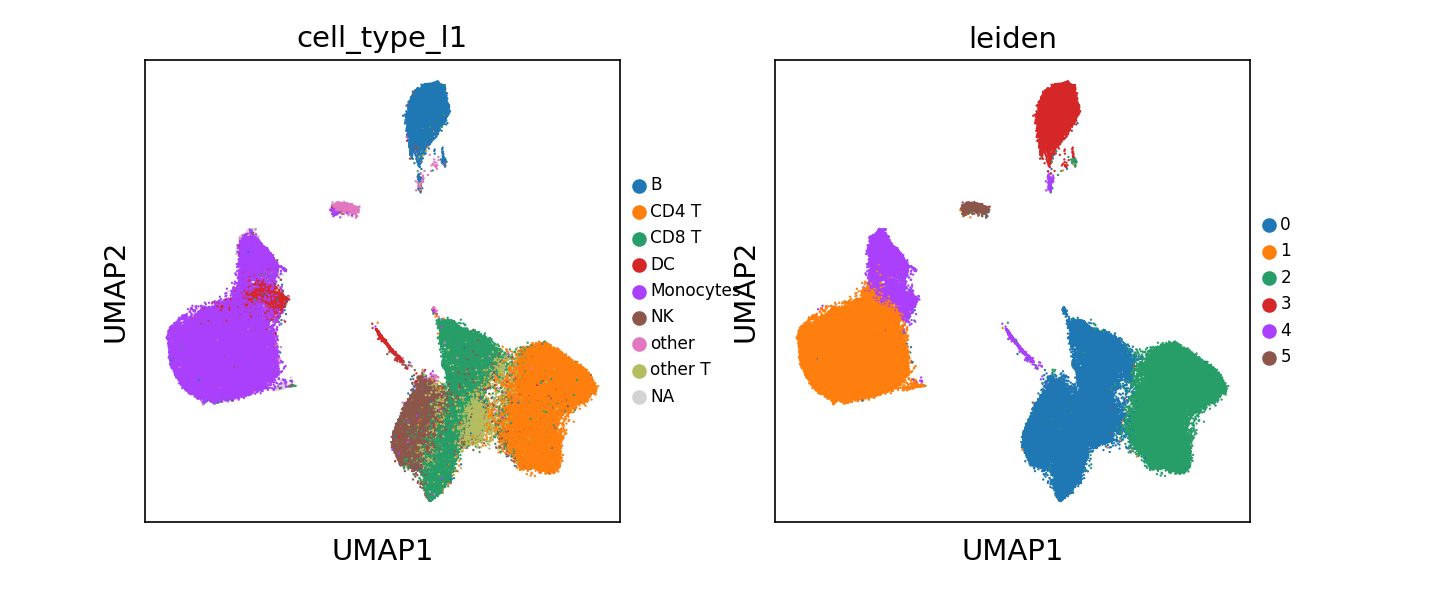 cell_type_l1
UMAP2
UMAP1
B
CD4 T
CD8 T
DC
Monocytes
NK
other
other T
NA
leiden
UMAP2
UMAP1
0
1
2
3
4
5